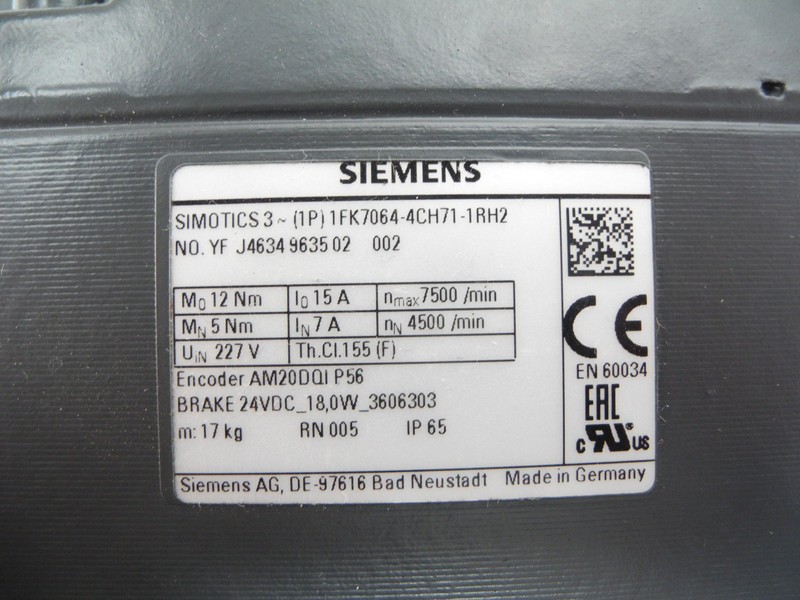 SIEMENS
SIMOTICS 3 ~ (1P) 1FK7064-4CH71-1RH2
NO. YF J4634 9635 02 002
M0 12 Nm I0 15 A nmax 7500 /min
MN 5 Nm IN 7 A nN 4500 /min
UIN 227 V Th.Cl.155 (F)
Encoder AM20DQI P56
BRAKE 24VDC_18,0W_3606303
m: 17 kg RN 005 IP 65
CE
EN 60034
EAC
c RU® US
Siemens AG, DE-97616 Bad Neustadt Made in Germany